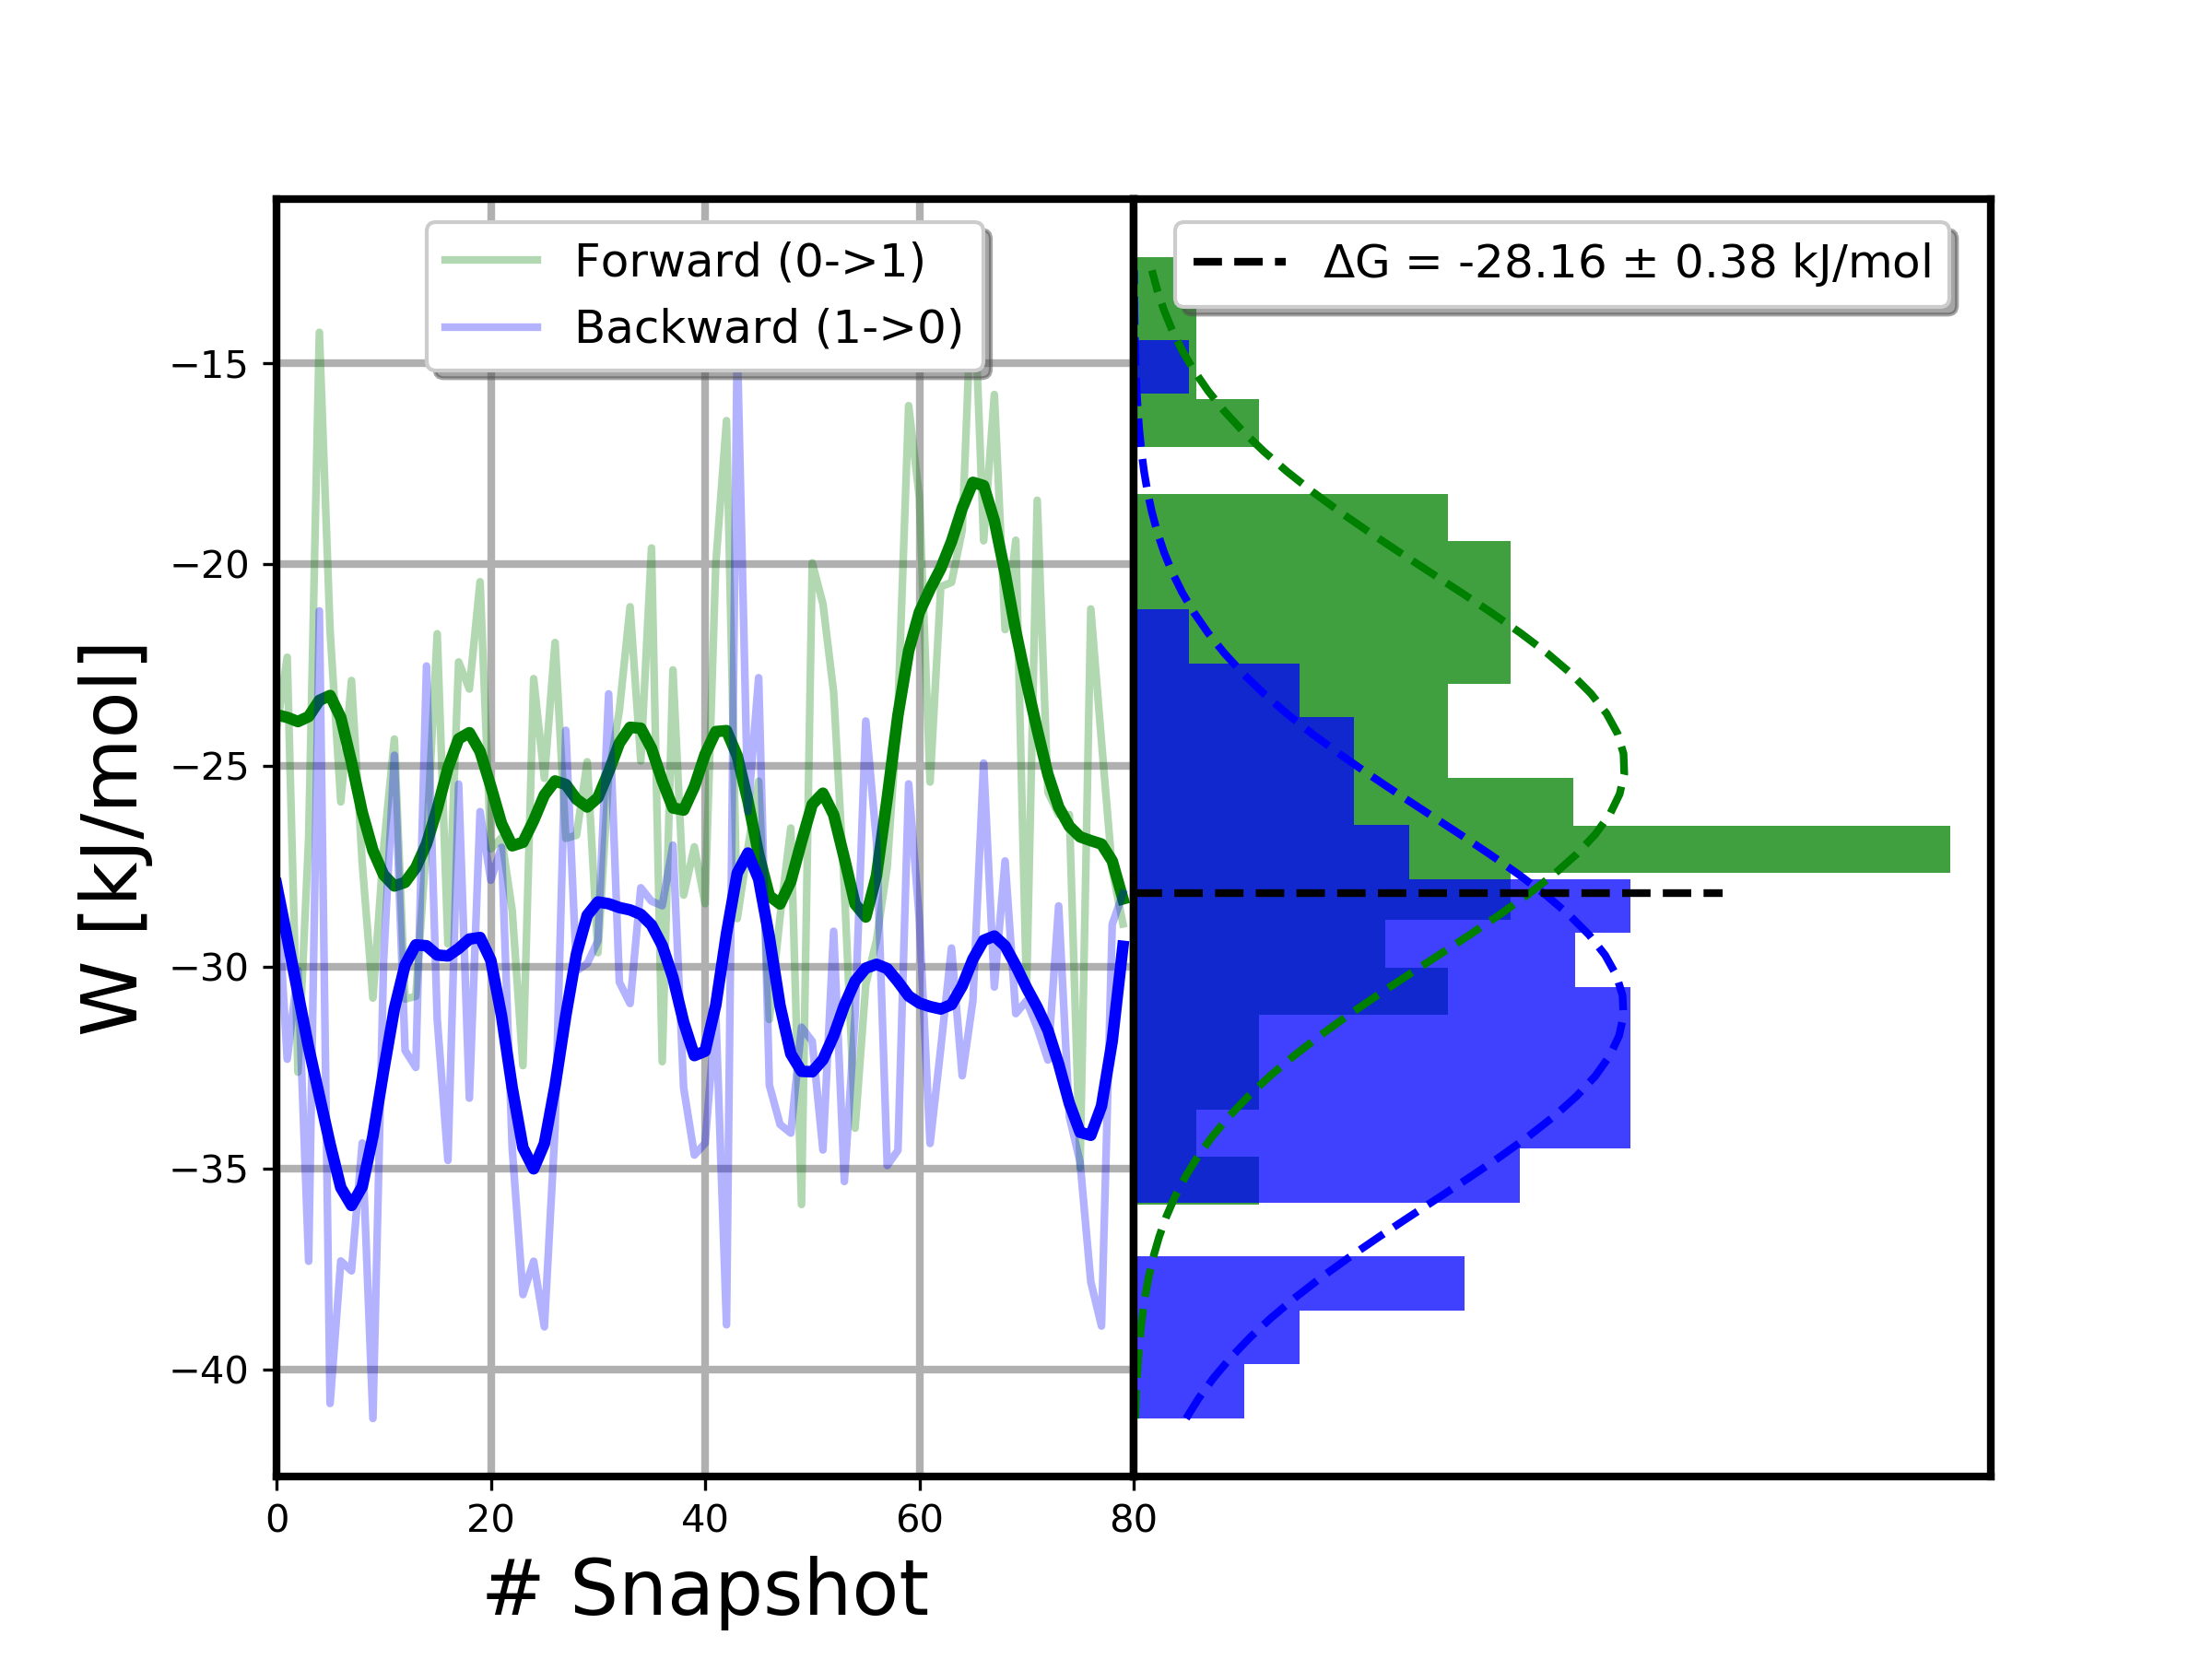 Forward (0->1)
Backward (1->0)
ΔG = -28.16 ± 0.38 kJ/mol
W [kJ/mol]
−15
−20
−25
−30
−35
−40
0 20 40 60 80
# Snapshot